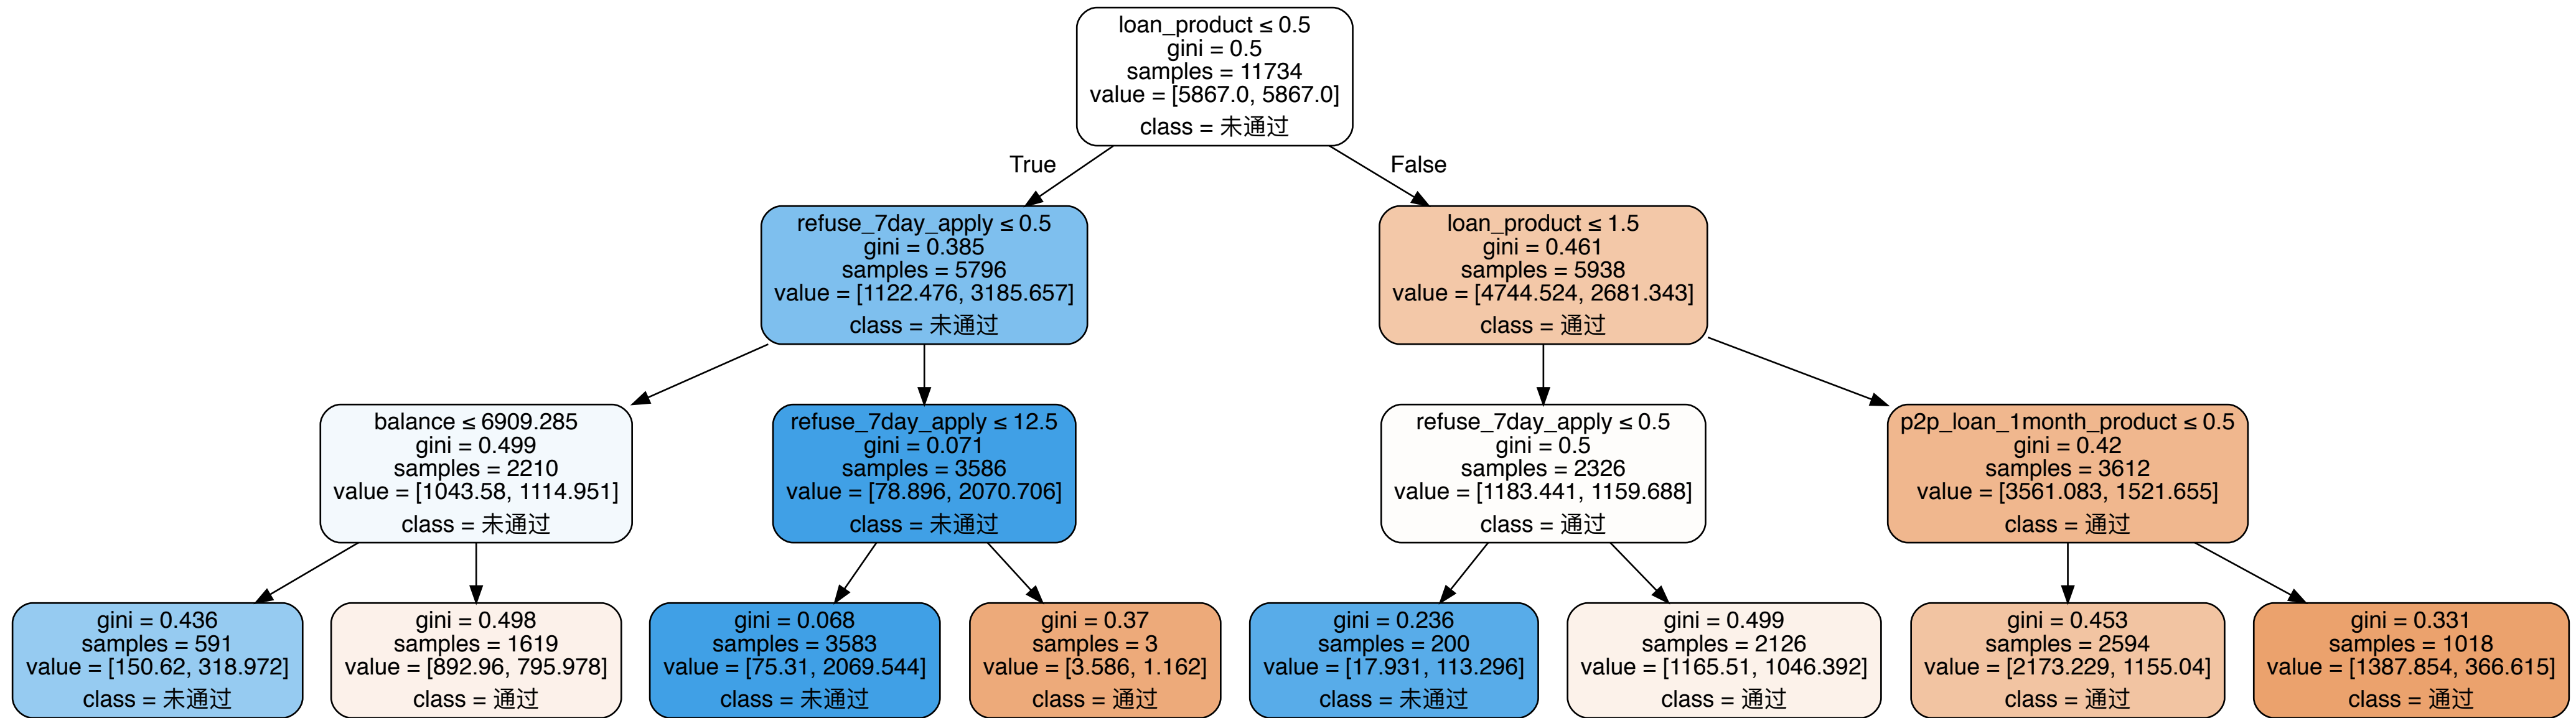 loan_product ≤ 0.5
gini = 0.5
samples = 11734
value = [5867.0, 5867.0]
class = 未通过
True
False
refuse_7day_apply ≤ 0.5
gini = 0.385
samples = 5796
value = [1122.476, 3185.657]
class = 未通过
loan_product ≤ 1.5
gini = 0.461
samples = 5938
value = [4744.524, 2681.343]
class = 通过
balance ≤ 6909.285
gini = 0.499
samples = 2210
value = [1043.58, 1114.951]
class = 未通过
refuse_7day_apply ≤ 12.5
gini = 0.071
samples = 3586
value = [78.896, 2070.706]
class = 未通过
refuse_7day_apply ≤ 0.5
gini = 0.5
samples = 2326
value = [1183.441, 1159.688]
class = 通过
p2p_loan_1month_product ≤ 0.5
gini = 0.42
samples = 3612
value = [3561.083, 1521.655]
class = 通过
gini = 0.436
samples = 591
value = [150.62, 318.972]
class = 未通过
gini = 0.498
samples = 1619
value = [892.96, 795.978]
class = 通过
gini = 0.068
samples = 3583
value = [75.31, 2069.544]
class = 未通过
gini = 0.37
samples = 3
value = [3.586, 1.162]
class = 通过
gini = 0.236
samples = 200
value = [17.931, 113.296]
class = 未通过
gini = 0.499
samples = 2126
value = [1165.51, 1046.392]
class = 通过
gini = 0.453
samples = 2594
value = [2173.229, 1155.04]
class = 通过
gini = 0.331
samples = 1018
value = [1387.854, 366.615]
class = 通过